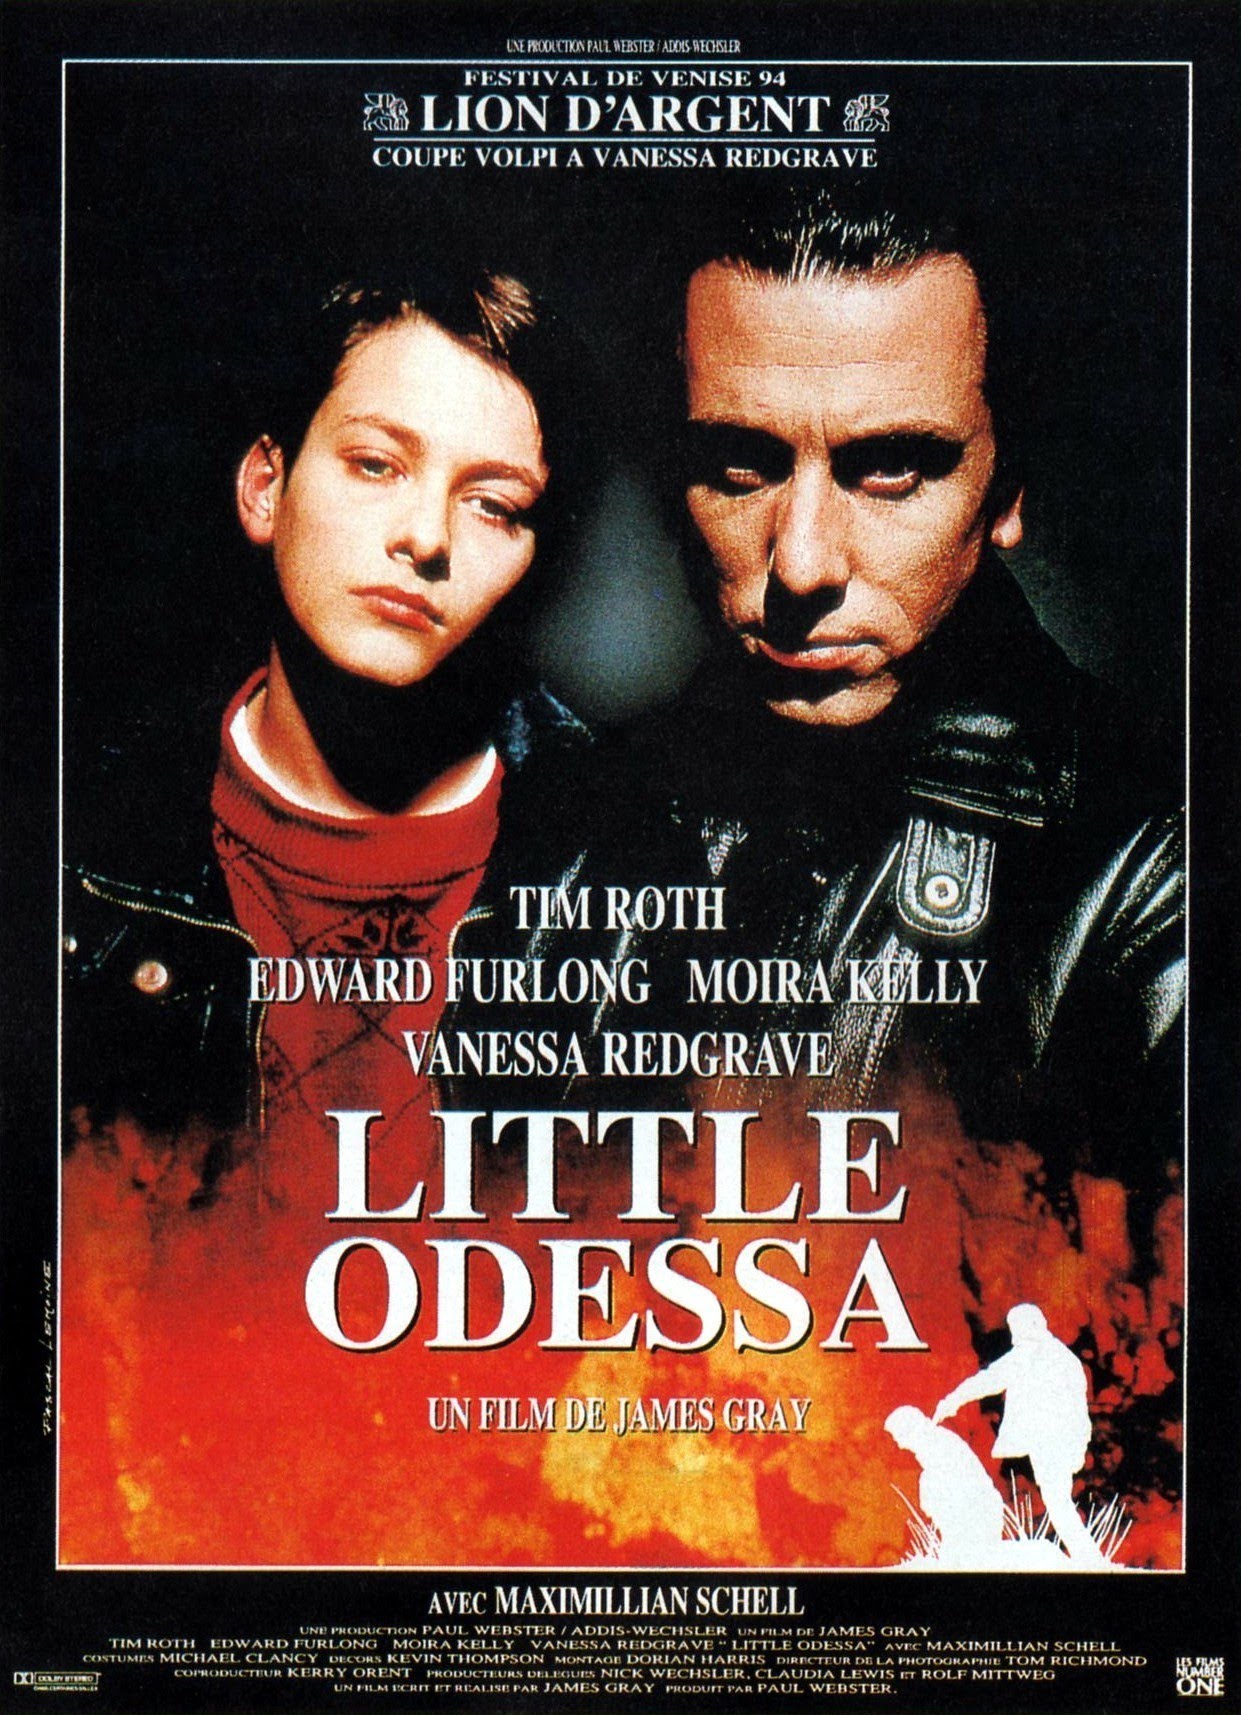 UNE PRODUCTION PAUL WEBSTER / ADDIS-WECHSLER
FESTIVAL DE VENISE 94
LION D'ARGENT
COUPE VOLPI A VANESSA REDGRAVE
TIM ROTH
EDWARD FURLONG MOIRA KELLY
VANESSA REDGRAVE
LITTLE
ODESSA
UN FILM DE JAMES GRAY
PASCAL LEMOINE
AVEC MAXIMILLIAN SCHELL
UNE PRODUCTION PAUL WEBSTER / ADDIS-WECHSLER UN FILM DE JAMES GRAY
TIM ROTH EDWARD FURLONG MOIRA KELLY VANESSA REDGRAVE "LITTLE ODESSA" AVEC MAXIMILLIAN SCHELL
COSTUMES MICHAEL CLANCY DECORS KEVIN THOMPSON MONTAGE DORIAN HARRIS DIRECTEUR DE LA PHOTOGRAPHIE TOM RICHMOND
COPRODUCTEUR KERRY ORENT PRODUCTEURS DELEGUES NICK WECHSLER, CLAUDIA LEWIS ET ROLF MITTWEG
UN FILM ECRIT ET REALISE PAR JAMES GRAY PRODUIT PAR PAUL WEBSTER.
DOLBY STEREO
LES FILMS
NUMBER
ONE